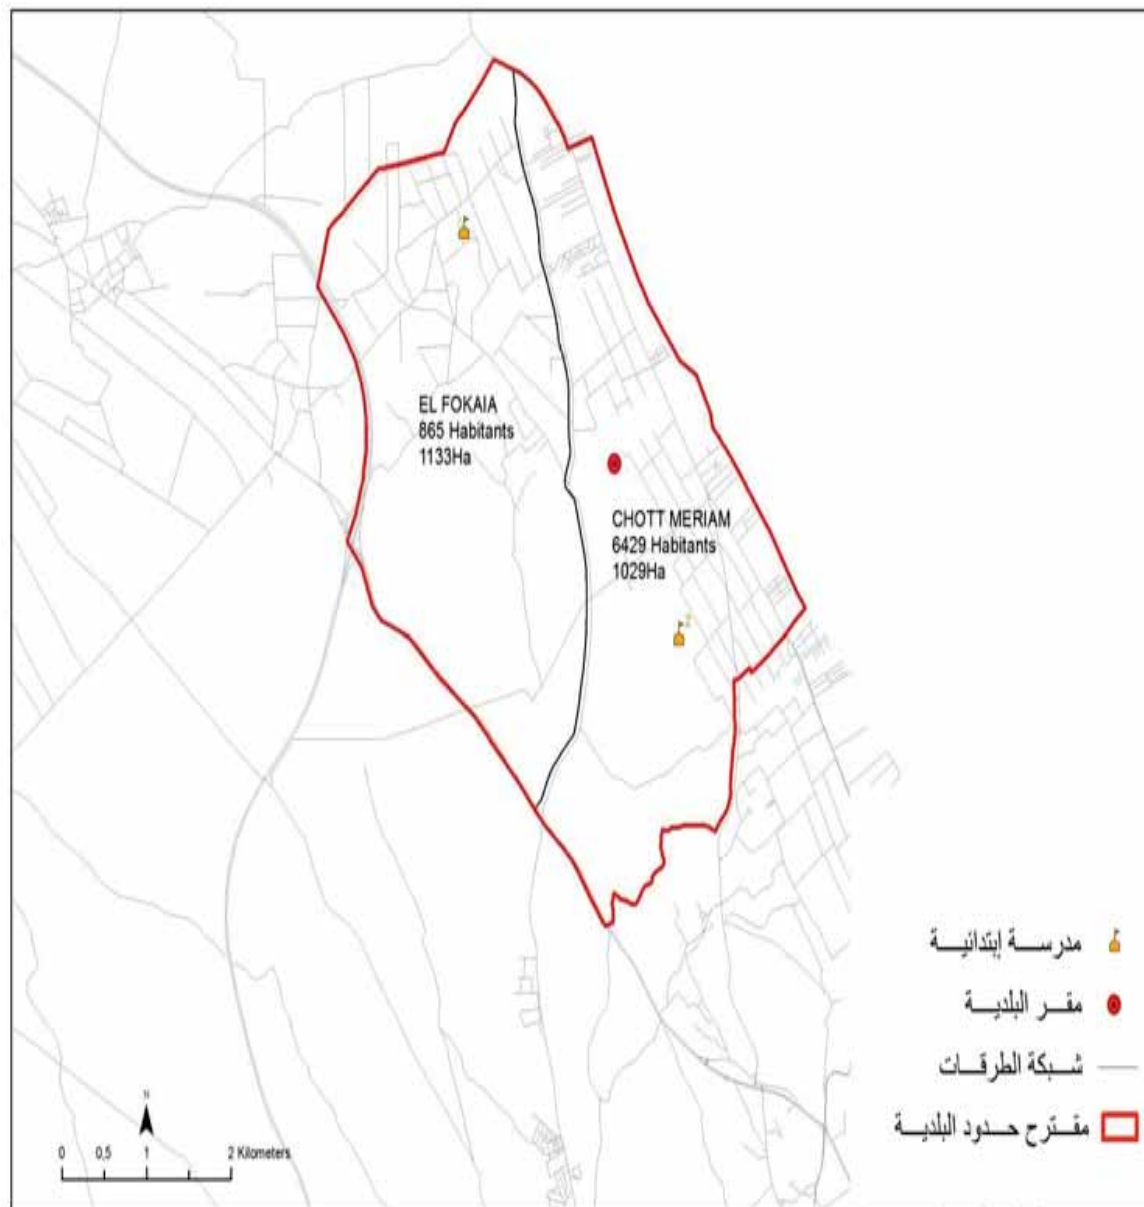 EL FOKAIA
865 Habitants
1133Ha
CHOTT MERIAM
6429 Habitants
1029Ha
مدرسة إبتدائية
مقر البلدية
شبكة الطرقات
مقترح حدود البلدية
N
0 0,5 1 2 Kilometers